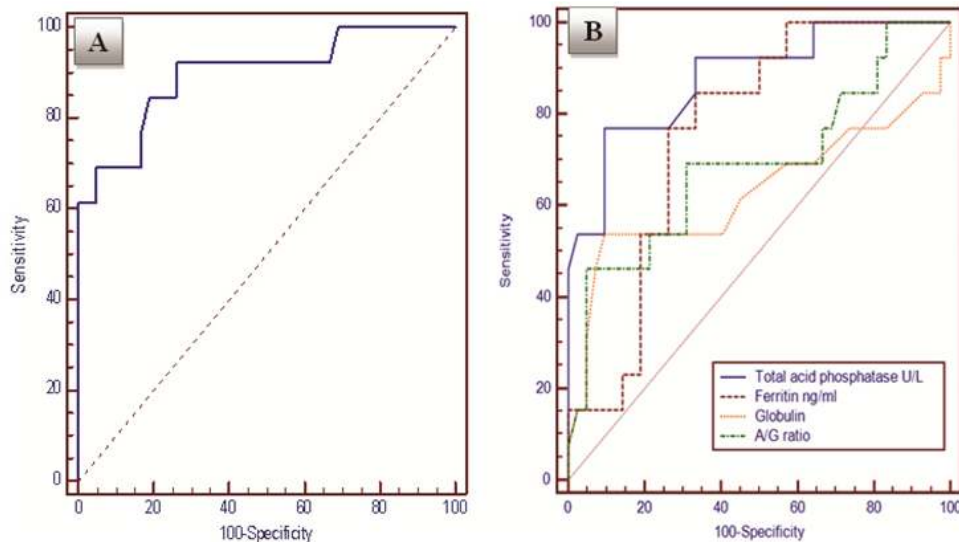 A
Sensitivity
100
80
60
40
20
0
0 20 40 60 80 100
100-Specificity
B
Sensitivity
100
80
60
40
20
0
Total acid phosphatase U/L
Ferritin ng/ml
Globulin
A/G ratio
0 20 40 60 80 100
100-Specificity